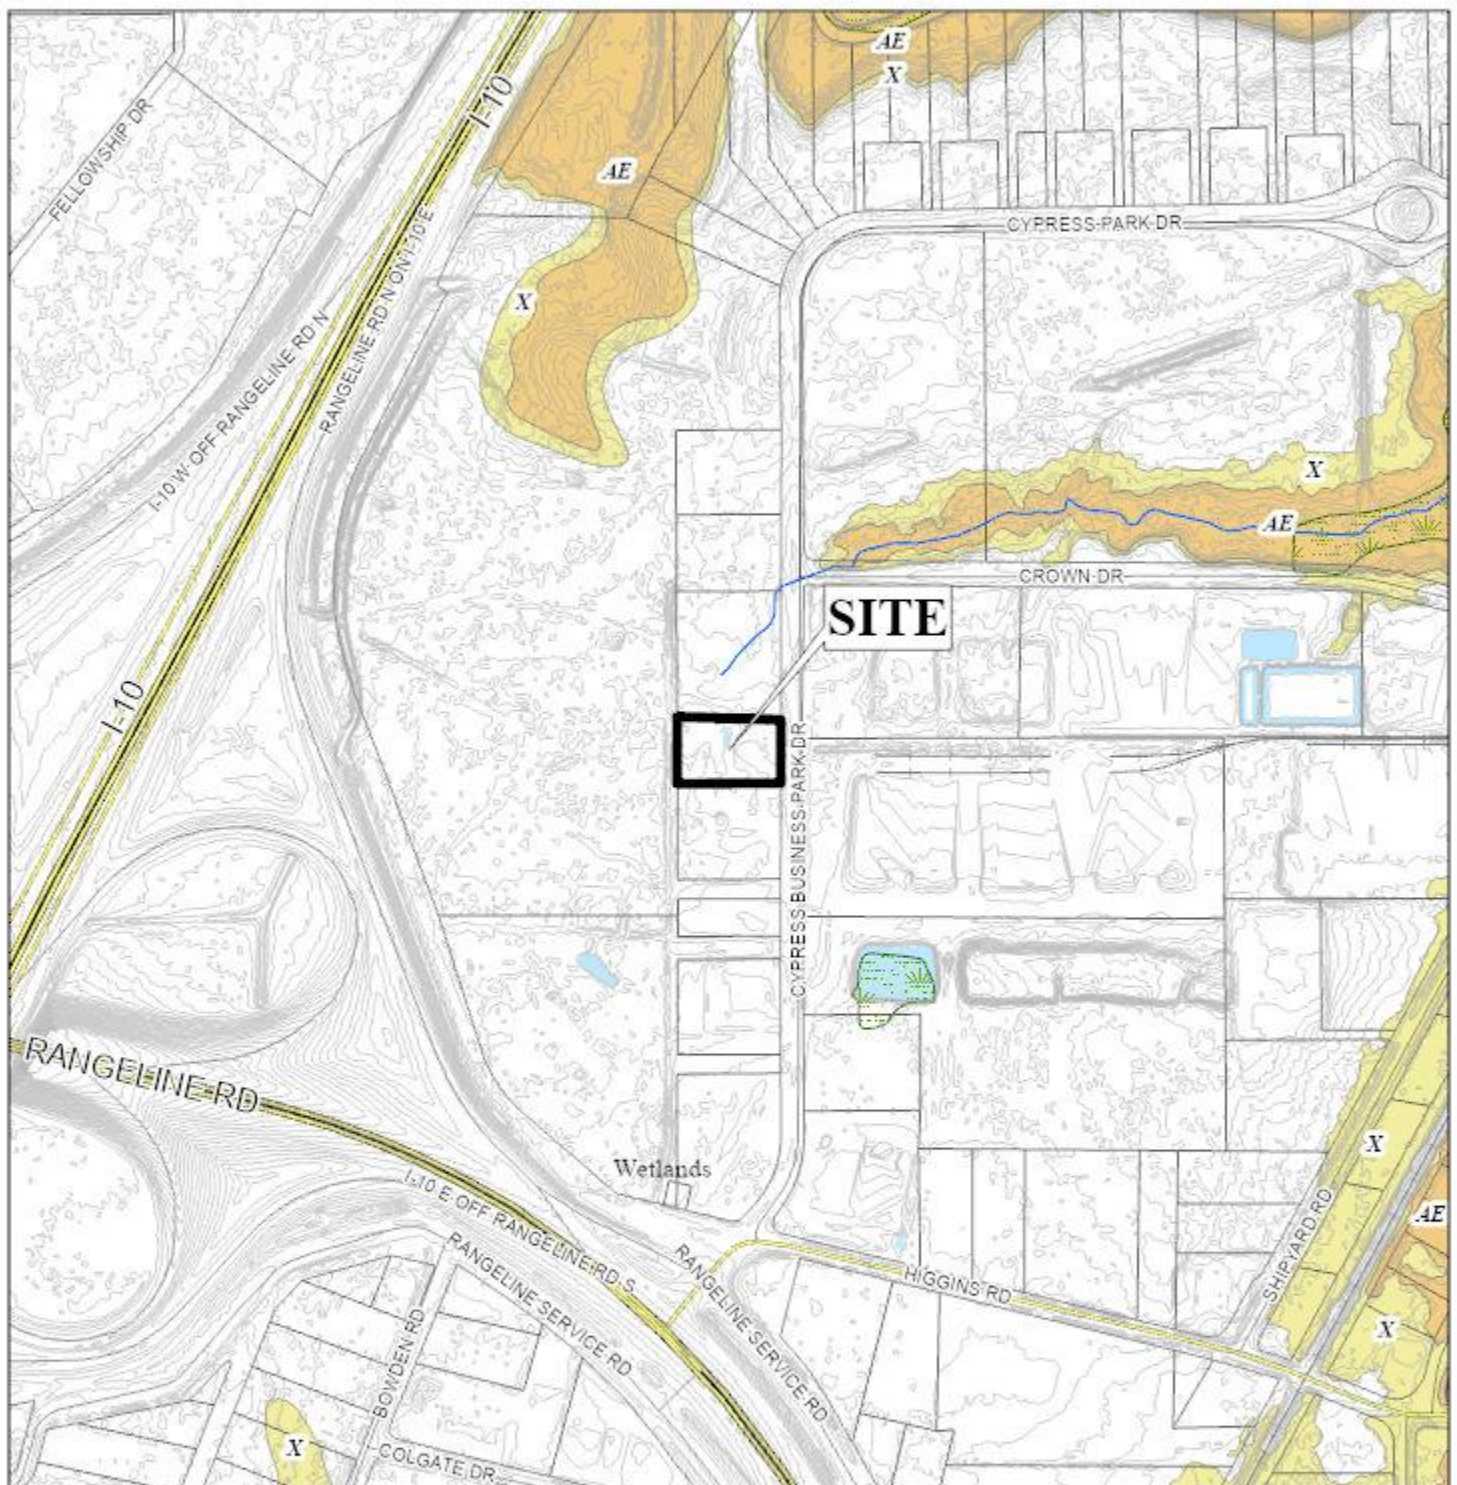 AE
X
I-10
FELLOWSHIP DR
AE
CYPRESS PARK DR
RANGELINE RD N ON I-10 E
X
I-10 W OFF RANGELINE RD N
X
AE
CROWN DR
SITE
I-10
CYPRESS BUSINESS PARK DR
RANGELINE RD
X
Wetlands
I-10 E OFF RANGELINE RD S
SHIPYARD RD
AE
RANGELINE SERVICE RD
RANGELINE SERVICE RD
HIGGINS RD
X
BOWDEN RD
X
COLGATE DR